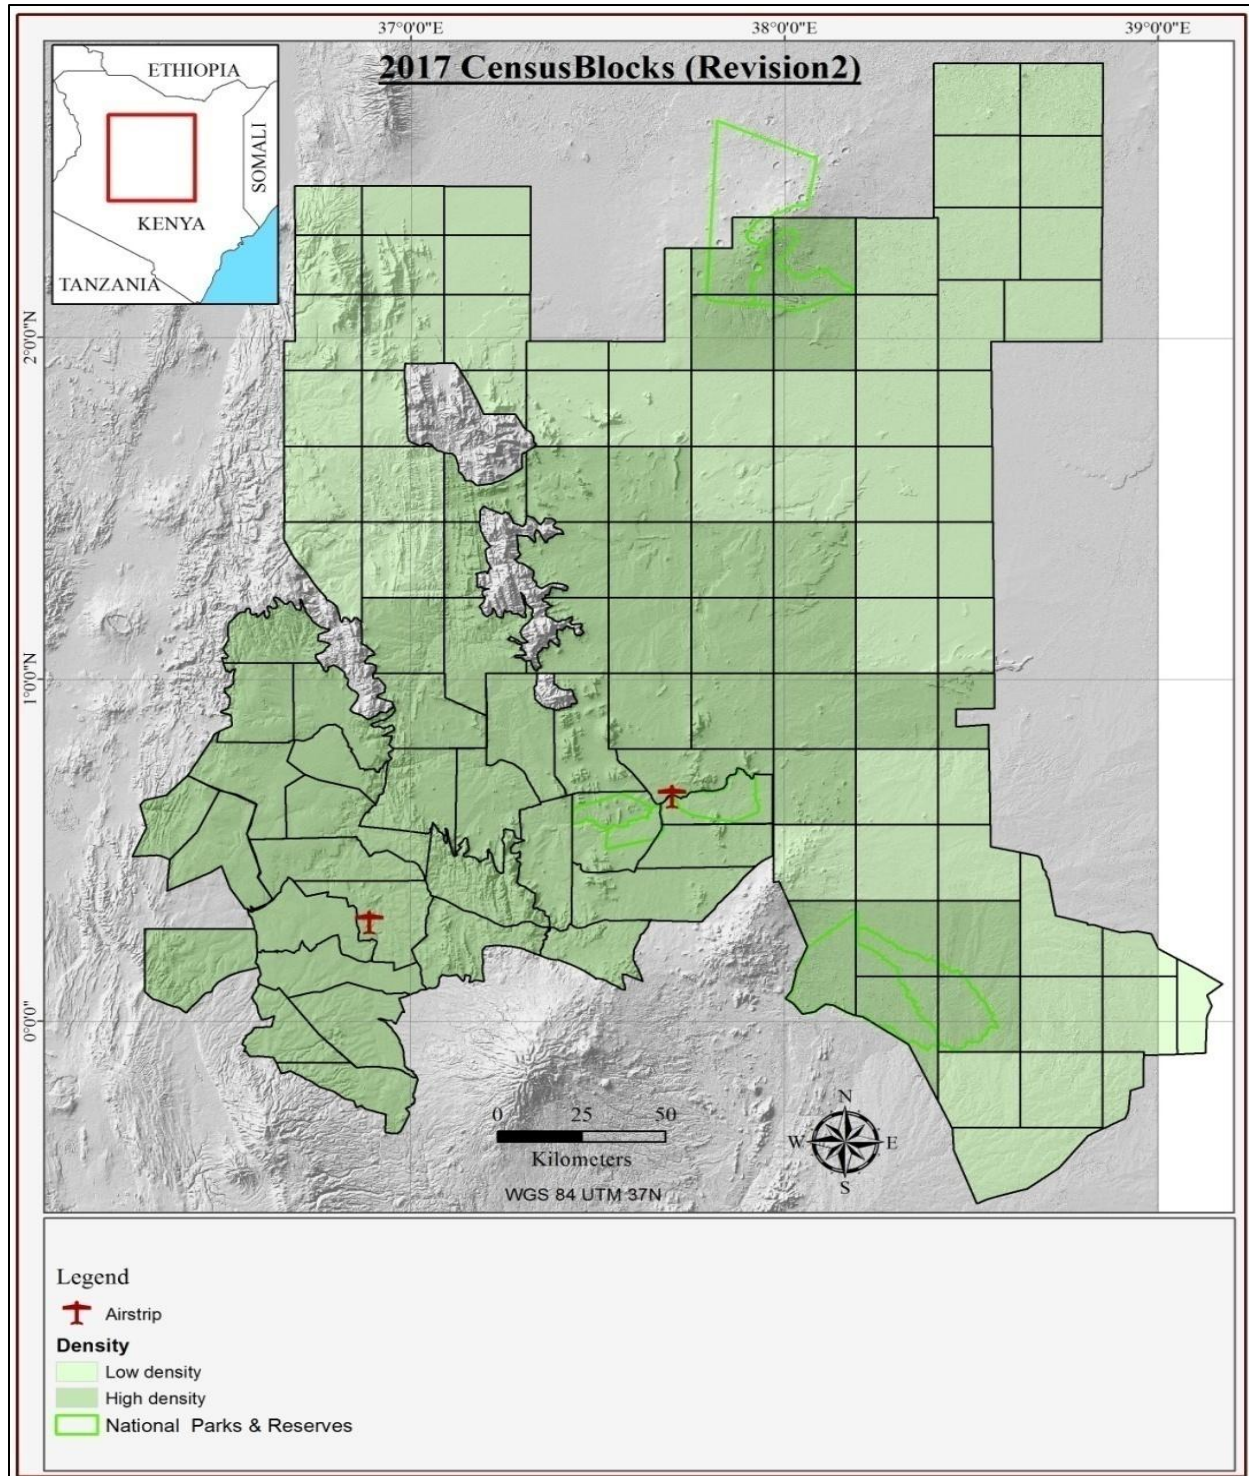 37°0'0"E
38°0'0"E
39°0'0"E
2017 CensusBlocks (Revision2)
ETHIOPIA
SOMALI
KENYA
TANZANIA
2°0'0"N
1°0'0"N
0°0'0"
0 25 50
Kilometers
WGS 84 UTM 37N
N
W E
S
Legend
Airstrip
Density
Low density
High density
National Parks & Reserves